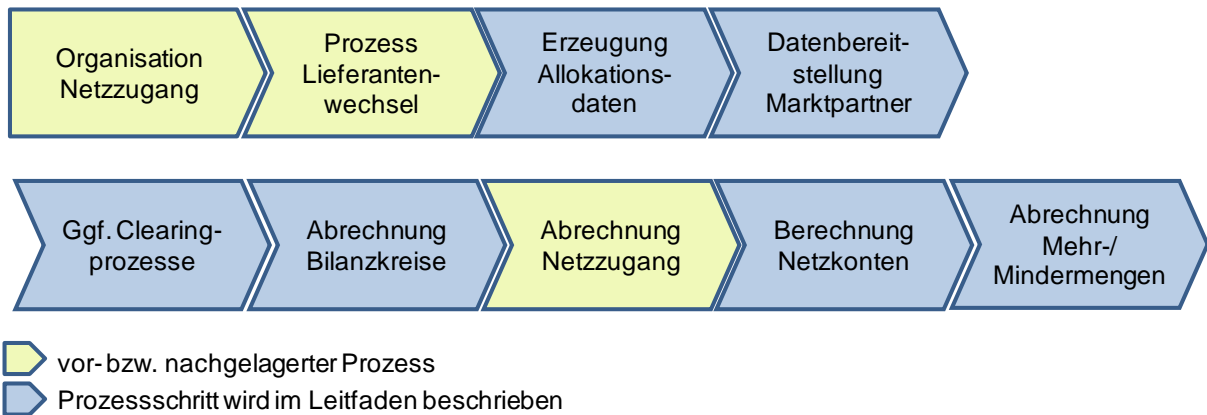 Organisation
Netzzugang
Prozess
Lieferanten-
wechsel
Erzeugung
Allokations-
daten
Datenbereit-
stellung
Marktpartner
Ggf. Clearing-
prozesse
Abrechnung
Bilanzkreise
Abrechnung
Netzzugang
Berechnung
Netzkonten
Abrechnung
Mehr-/
Mindermengen
vor- bzw. nachgelagerter Prozess
Prozessschritt wird im Leitfaden beschrieben